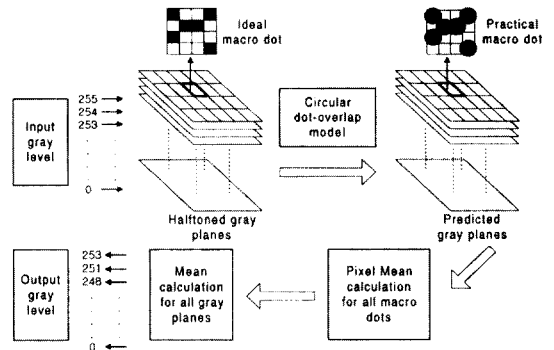 Ideal
macro dot
Practical
macro dot
Input
gray
level
255
254
253
0
Circular
dot-overlap
model
Halftoned gray
planes
Predicted
gray planes
Output
gray
level
253
251
248
0
Mean
calculation
for all gray
planes
Pixel Mean
calculation
for all macro
dots